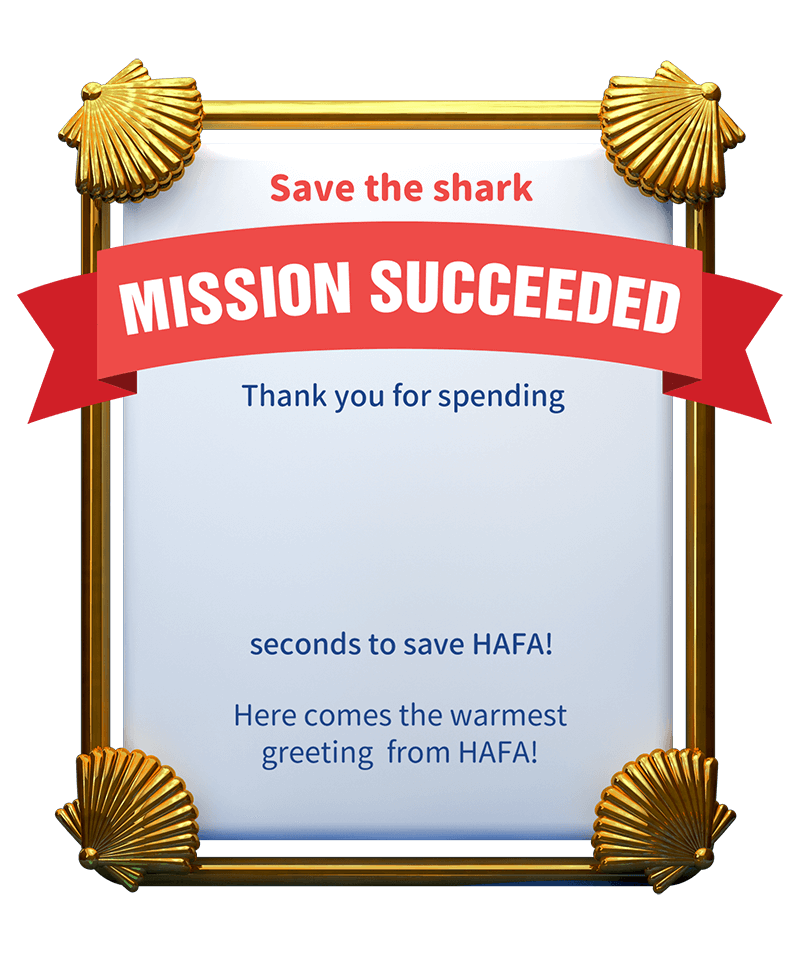 Save the shark
MISSION SUCCEEDED
Thank you for spending
seconds to save HAFA!
Here comes the warmest
greeting from HAFA!